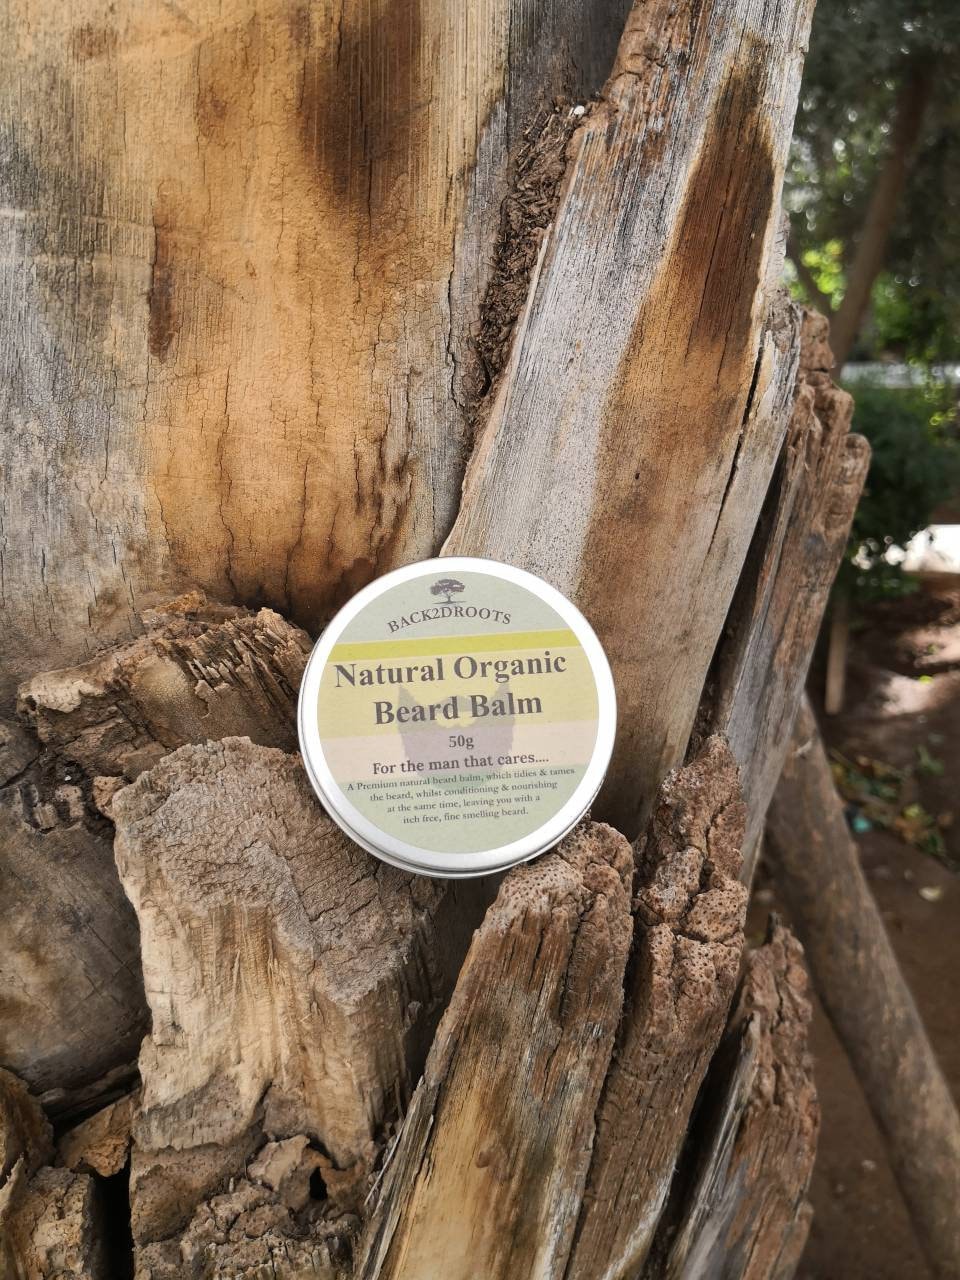 BACK2DROOTS
Natural Organic
Beard Balm
50g
For the man that cares....
A Premium natural beard balm, which tidies & tames
the beard, whilst conditioning & nourishing
at the same time, leaving you with a
itch free, fine smelling beard.